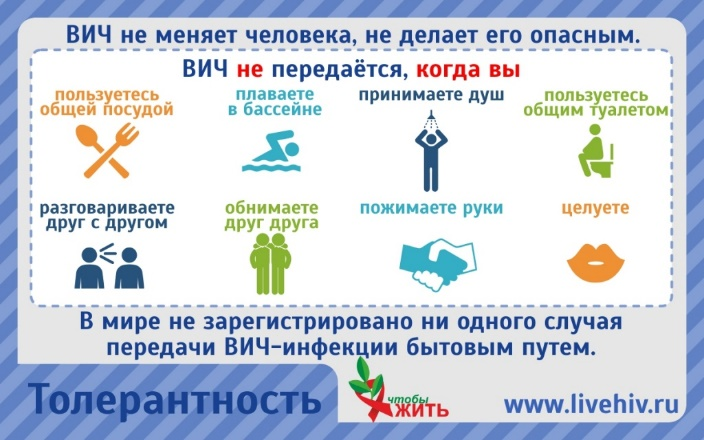 ВИЧ не меняет человека, не делает его опасным.
ВИЧ не передаётся, когда вы
пользуетесь
общей посудой
плаваете
в бассейне
принимаете душ
пользуетесь
общим туалетом
разговариваете
друг с другом
обнимаете
друг друга
пожимаете руки
целуете
В мире не зарегистрировано ни одного случая
передачи ВИЧ-инфекции бытовым путем.
Толерантность
чтобы
жить
www.livehiv.ru